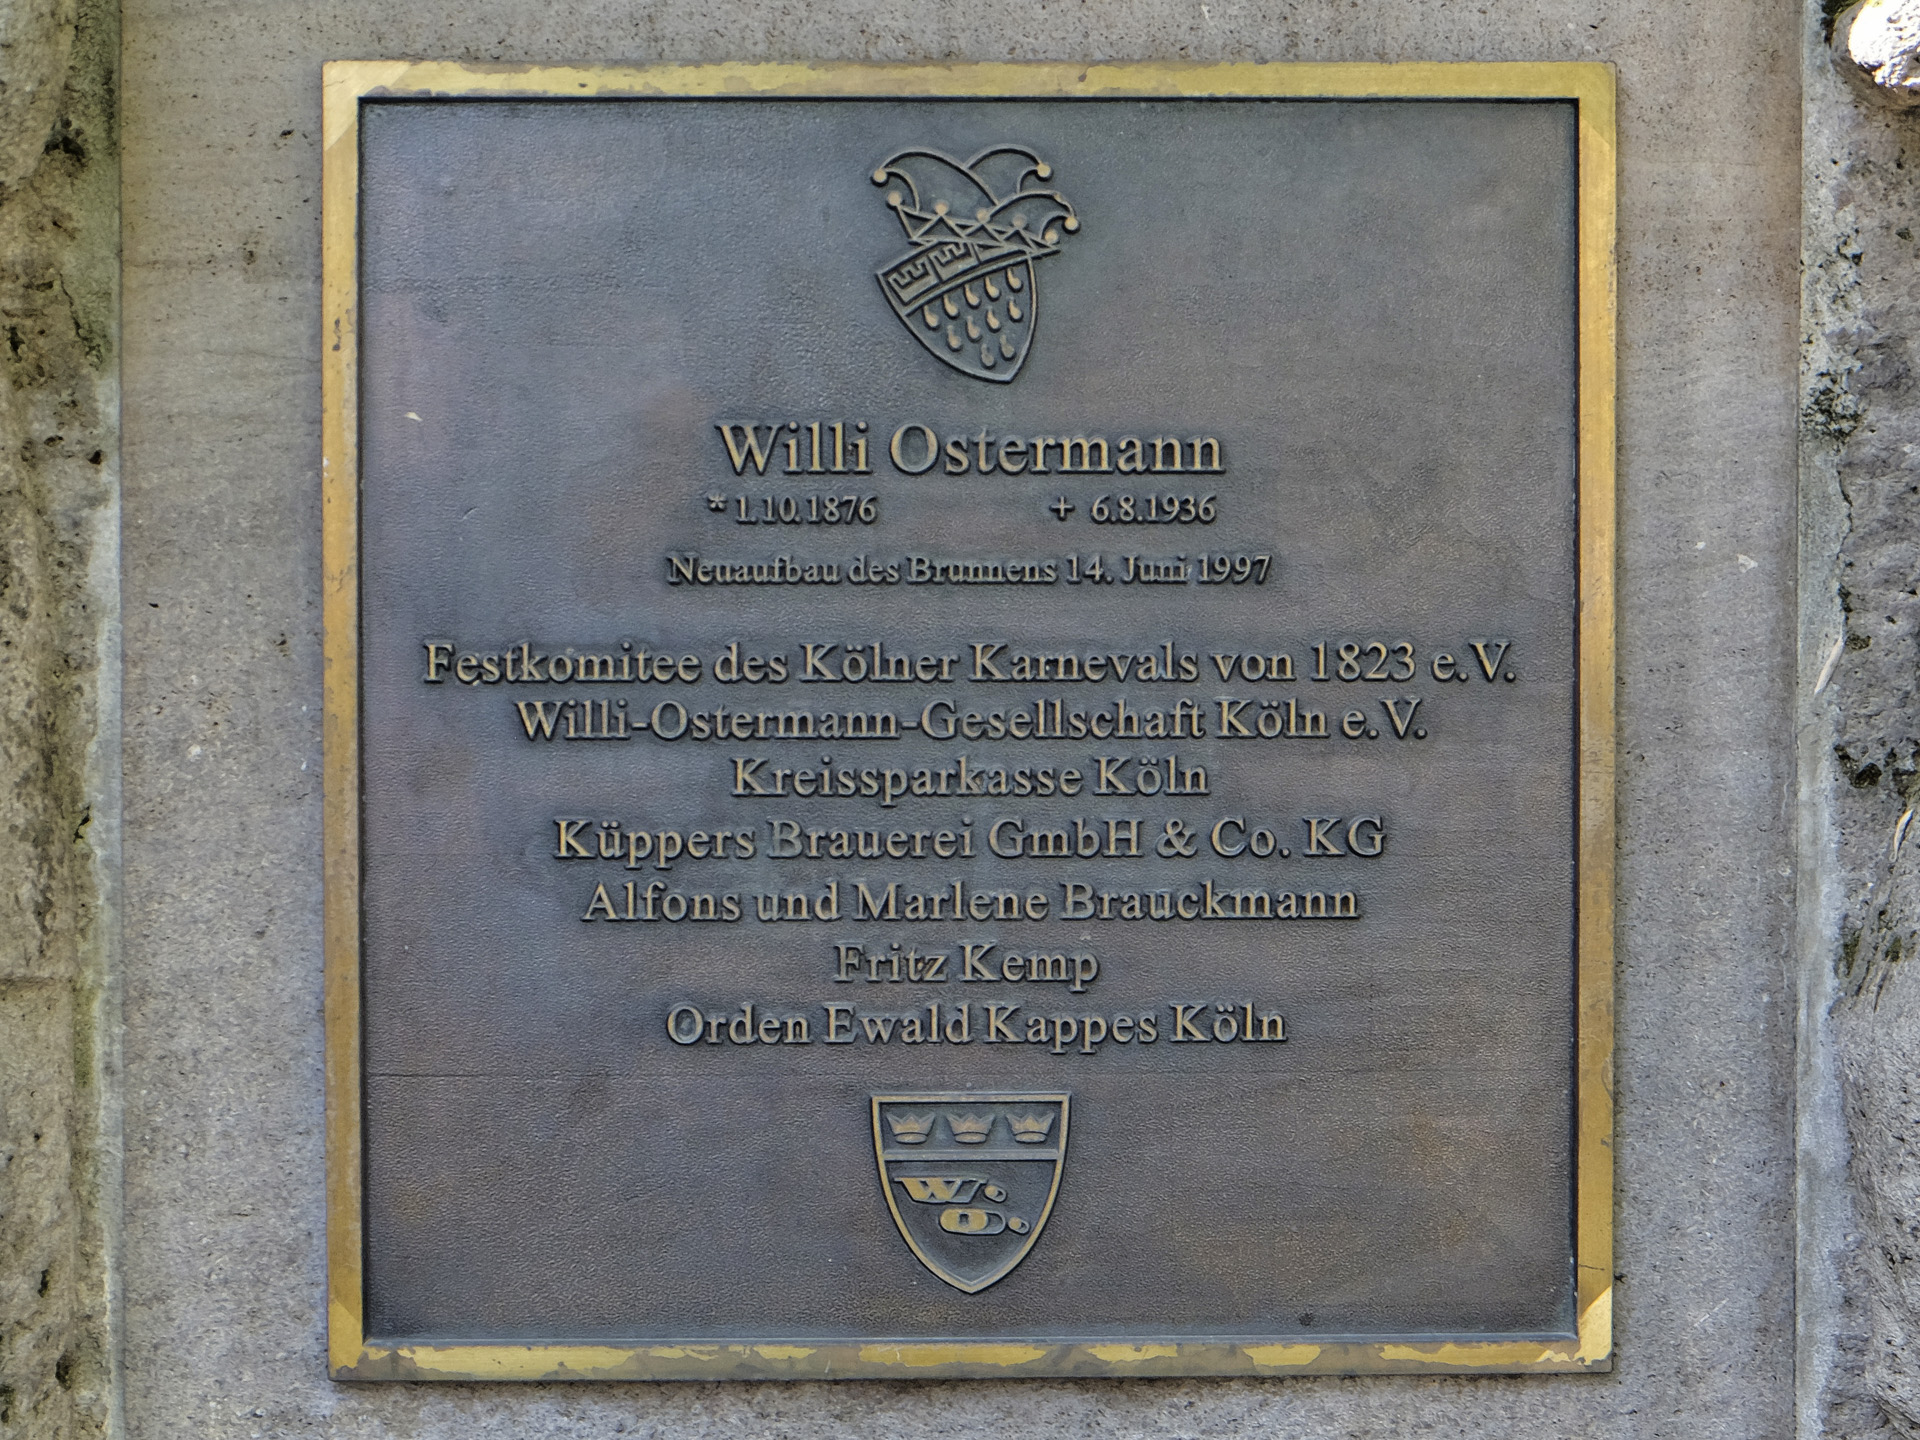 Willi Ostermann
* 1.10.1876 + 6.8.1936
Neuaufbau des Brunnens 14. Juni 1997
Festkomitee des Kölner Karnevals von 1823 e.V.
Willi-Ostermann-Gesellschaft Köln e.V.
Kreissparkasse Köln
Küppers Brauerei GmbH & Co. KG
Alfons und Marlene Brauckmann
Fritz Kemp
Orden Ewald Kappes Köln
W.
O.